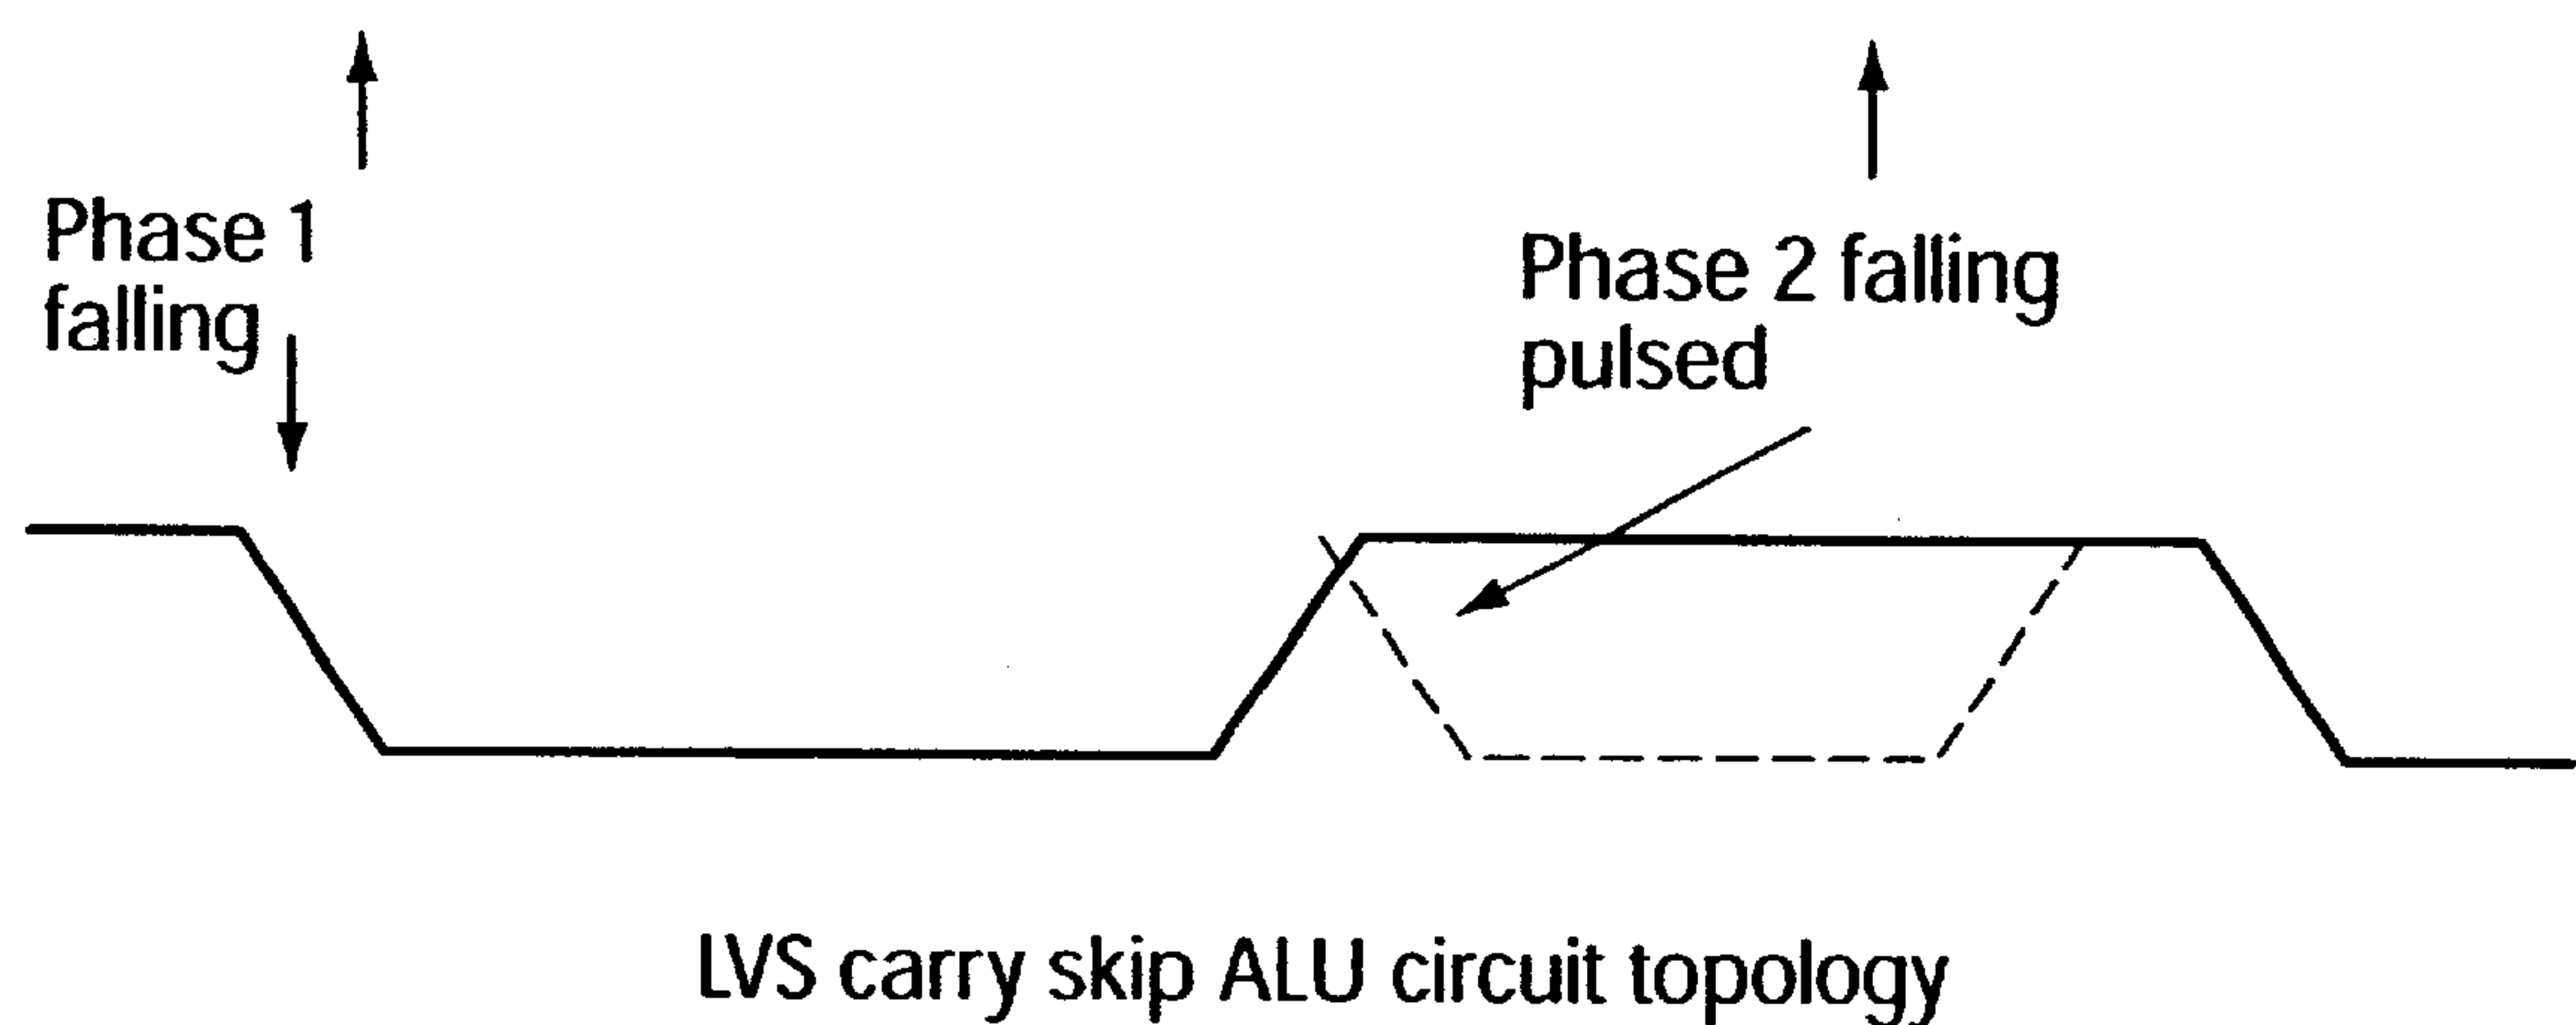 Phase 1
falling
Phase 2 falling
pulsed
LVS carry skip ALU circuit topology